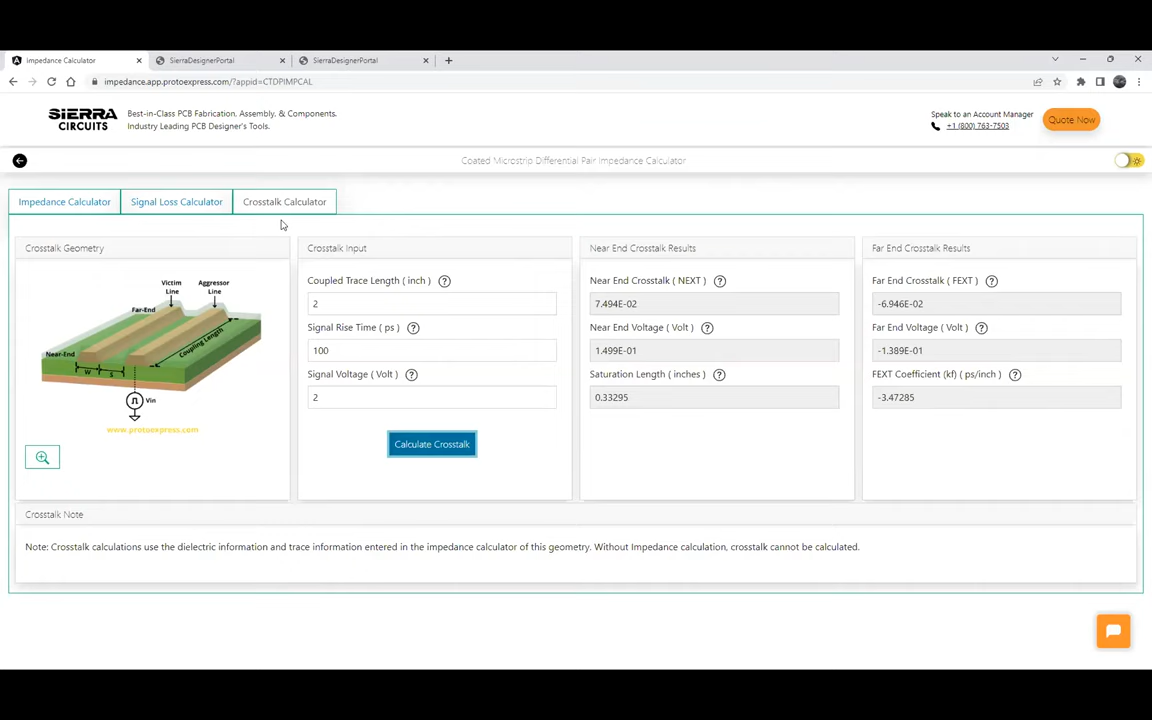 Impedance Calculator
SierraDesignerPortal
SierraDesignerPortal
impedance.app.protoexpress.com/?appid=CTDPIMPCAL
SIERRA
CIRCUITS
Best-in-Class PCB Fabrication, Assembly, & Components.
Industry Leading PCB Designer's Tools.
Speak to an Account Manager
+1 (800) 763-7503
Quote Now
Coated Microstrip Differential Pair Impedance Calculator
Impedance Calculator
Signal Loss Calculator
Crosstalk Calculator
Crosstalk Geometry
Victim
Line
Aggressor
Line
Far-End
Near-End
Coupling Length
W
S
Vin
www.protoexpress.com
Crosstalk Input
Coupled Trace Length ( inch )
2
Signal Rise Time ( ps )
100
Signal Voltage ( Volt )
2
Calculate Crosstalk
Near End Crosstalk Results
Near End Crosstalk ( NEXT )
7.494E-02
Near End Voltage ( Volt )
1.499E-01
Saturation Length ( inches )
0.33295
Far End Crosstalk Results
Far End Crosstalk ( FEXT )
-6.946E-02
Far End Voltage ( Volt )
-1.389E-01
FEXT Coefficient (kf) ( ps/inch )
-3.47285
Crosstalk Note
Note: Crosstalk calculations use the dielectric information and trace information entered in the impedance calculator of this geometry. Without Impedance calculation, crosstalk cannot be calculated.